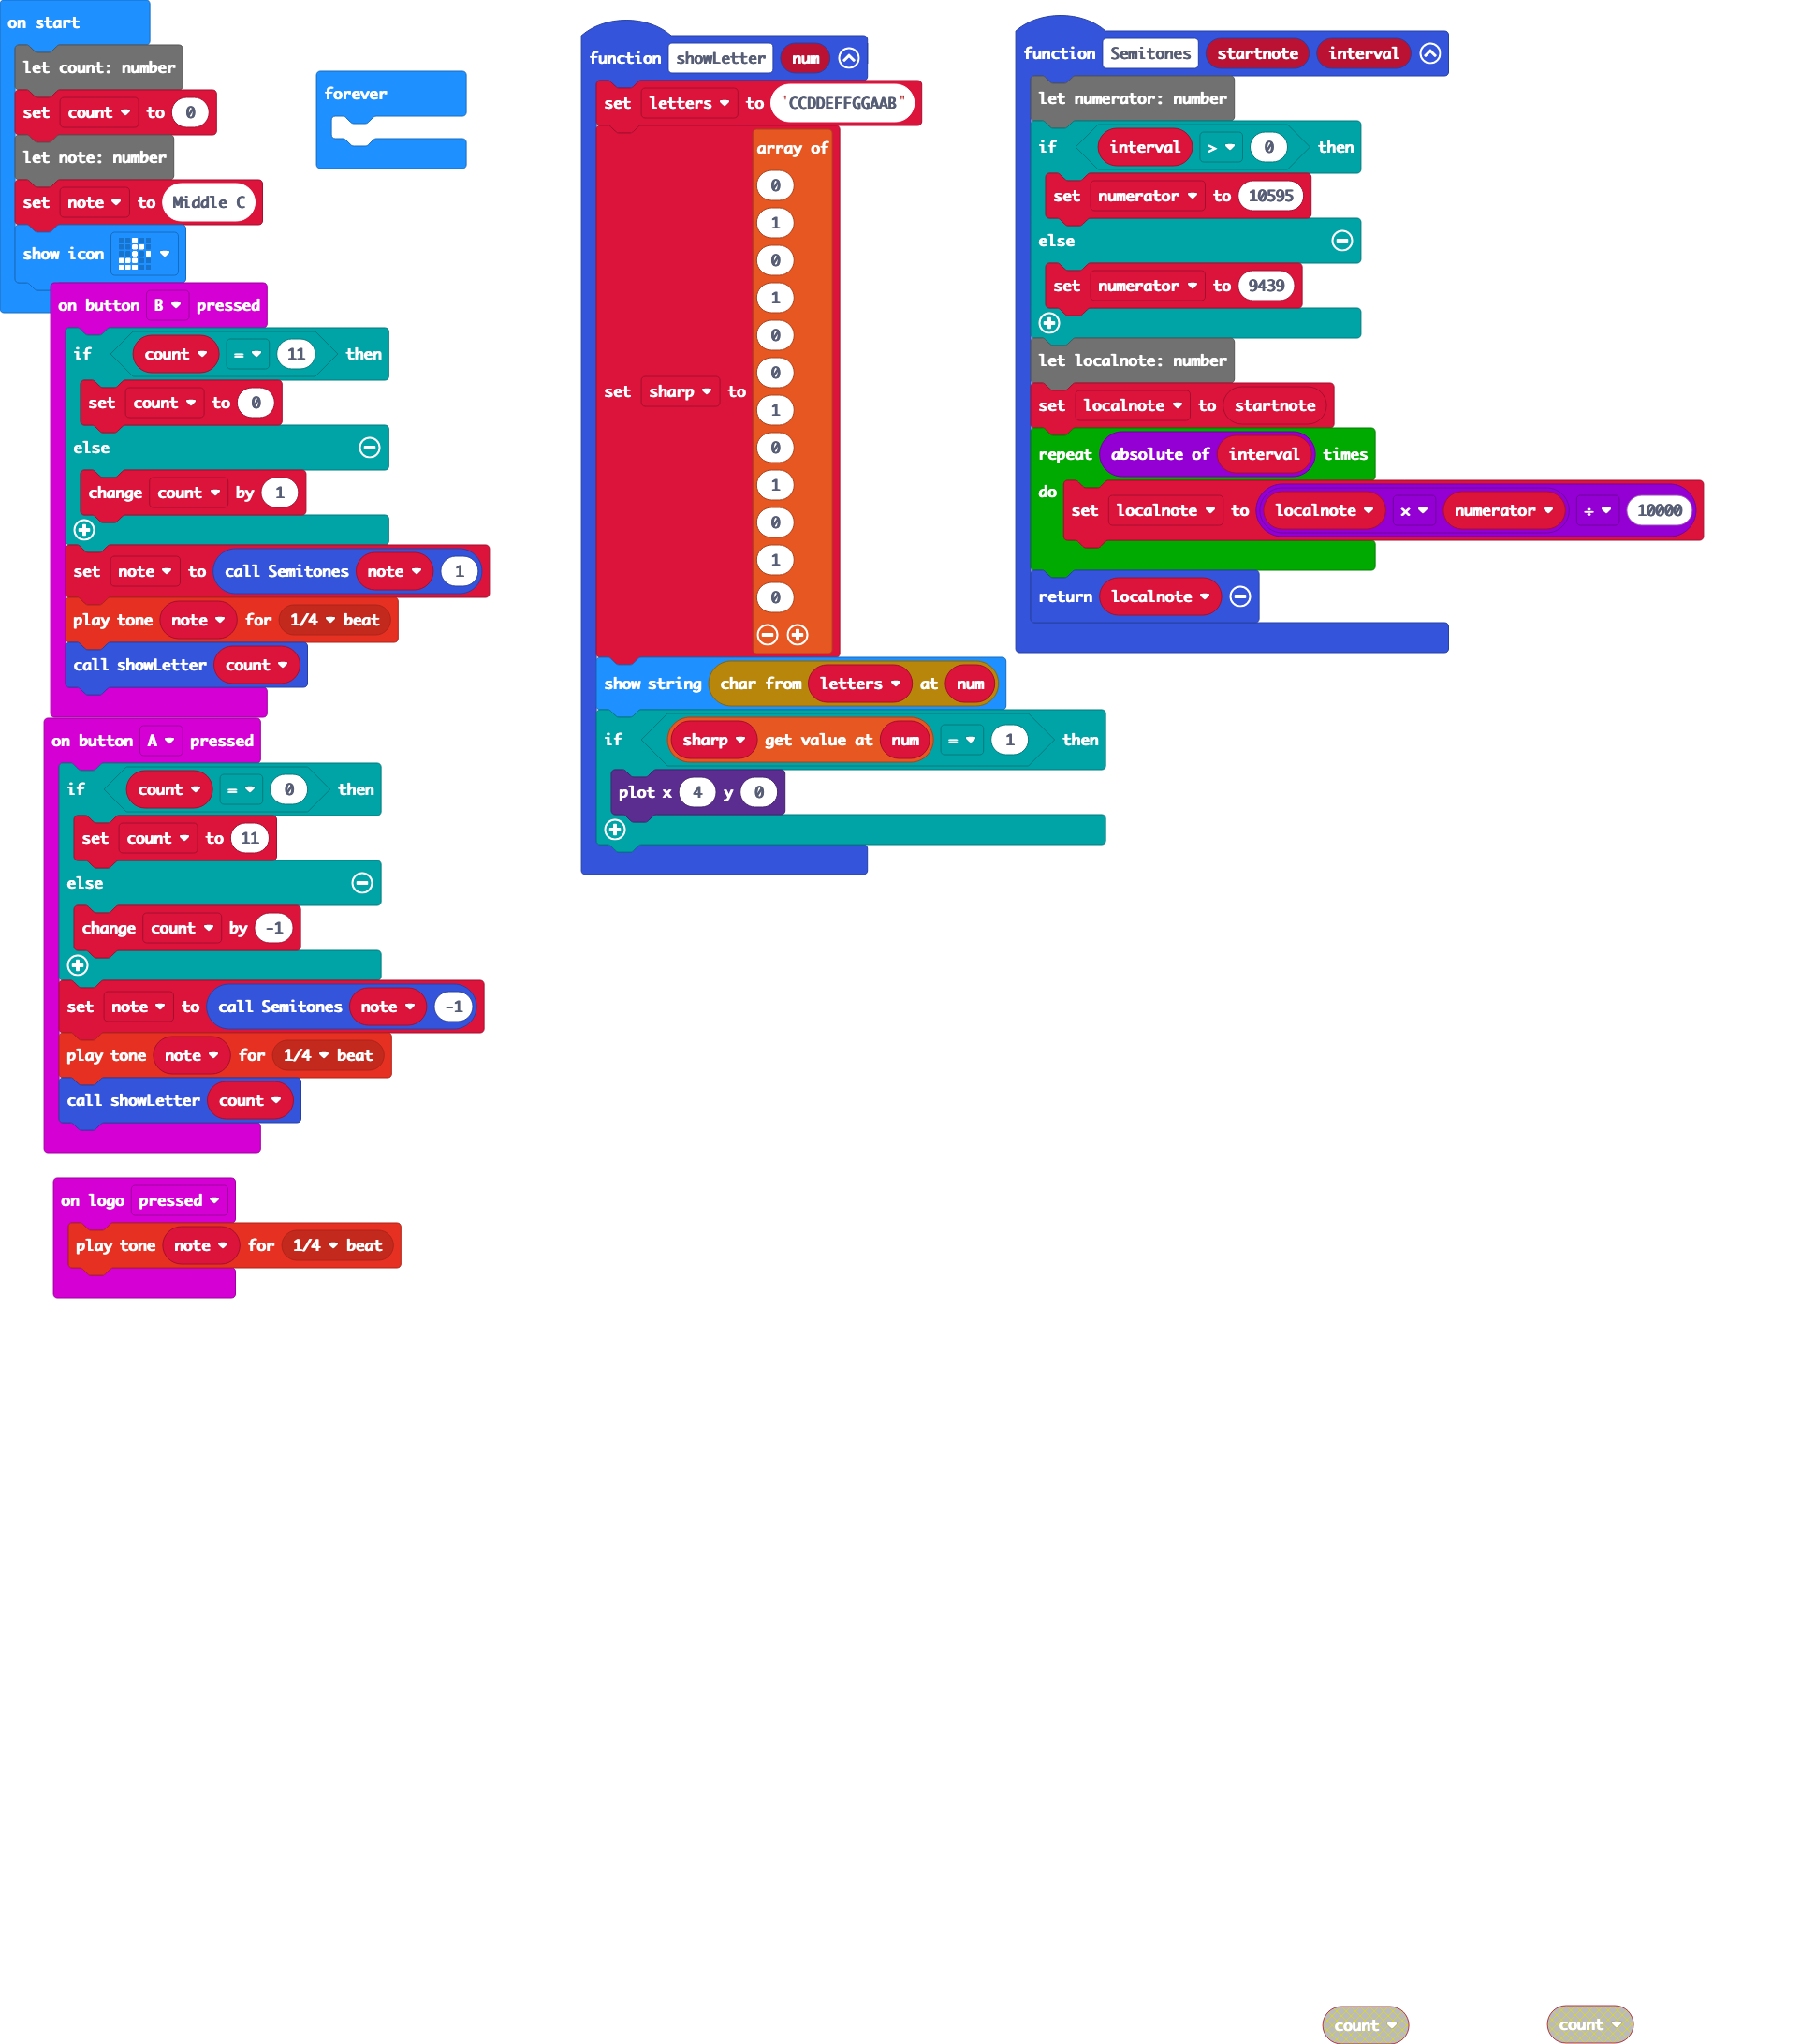 on start
let count: number
set count to 0
let note: number
set note to Middle C
show icon
forever
on button B pressed
if count = 11 then
set count to 0
else
change count by 1
set note to call Semitones note 1
play tone note for 1/4 beat
call showLetter count
on button A pressed
if count = 0 then
set count to 11
else
change count by -1
set note to call Semitones note -1
play tone note for 1/4 beat
call showLetter count
on logo pressed
play tone note for 1/4 beat
function showLetter num
set letters to "CCDDEFFGGAAB"
set sharp to array of
0
1
0
1
0
0
1
0
1
0
1
0
show string char from letters at num
if sharp get value at num = 1 then
plot x 4 y 0
function Semitones startnote interval
let numerator: number
if interval > 0 then
set numerator to 10595
else
set numerator to 9439
let localnote: number
set localnote to startnote
repeat absolute of interval times
do set localnote to localnote × numerator ÷ 10000
return localnote
count
count